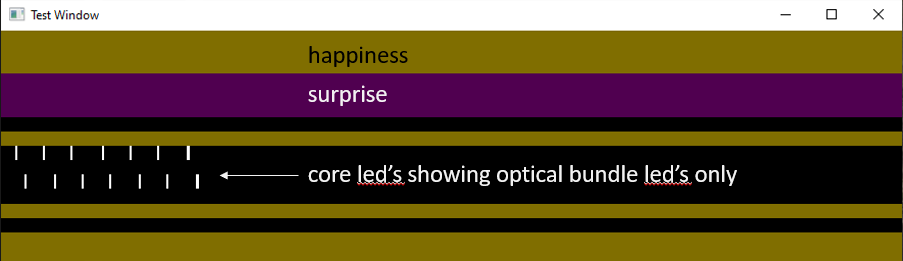 Test Window
happiness
surprise
core led’s showing optical bundle led’s only